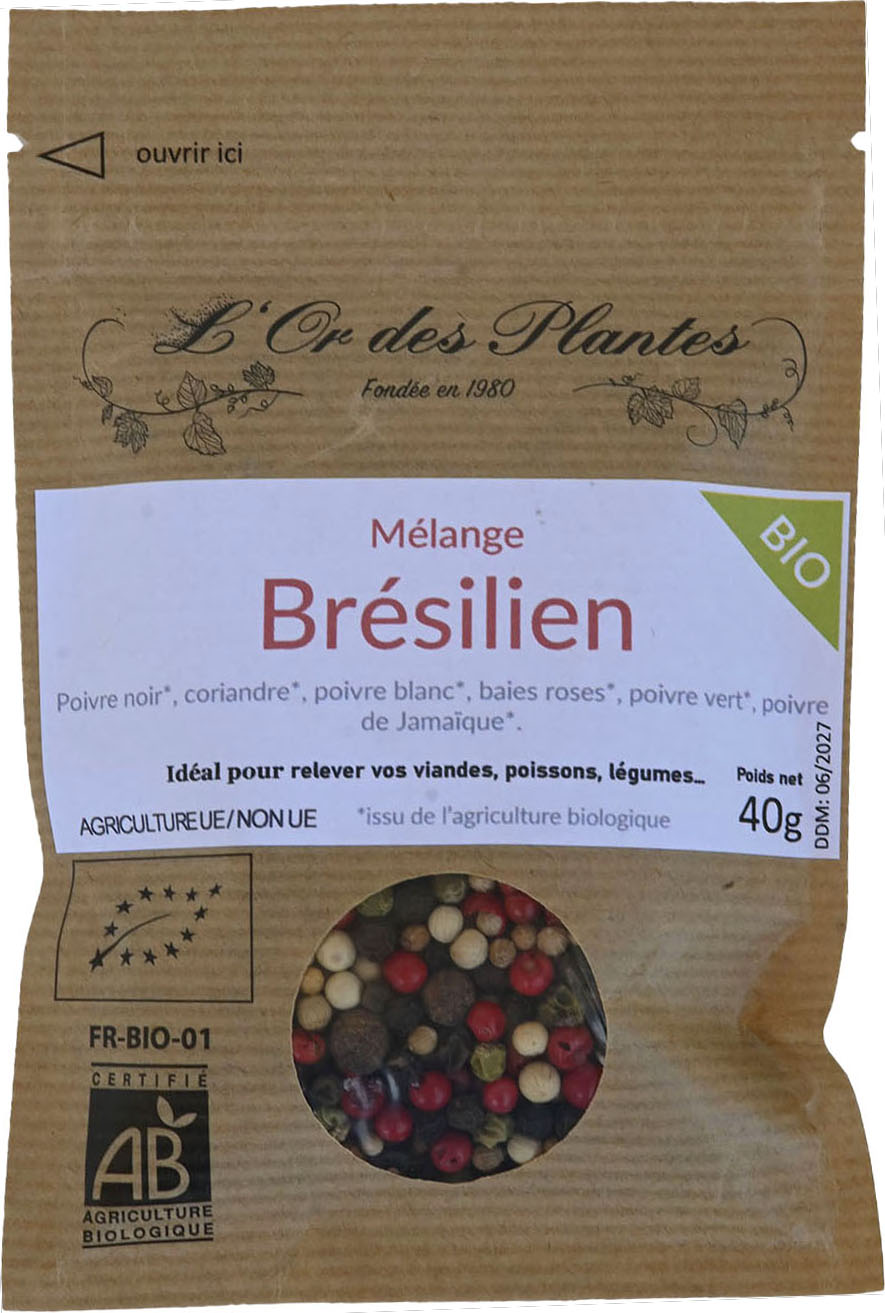 ouvrir ici
L'Or des Plantes
Fondée en 1980
BIO
Mélange
Brésilien
Poivre noir*, coriandre*, poivre blanc*, baies roses*, poivre vert*, poivre
de Jamaïque*.
Idéal pour relever vos viandes, poissons, légumes...
Poids net
40g
DDM: 06/2027
AGRICULTURE UE/NON UE
*issu de l'agriculture biologique
FR-BIO-01
CERTIFIÉ
AB
AGRICULTURE
BIOLOGIQUE